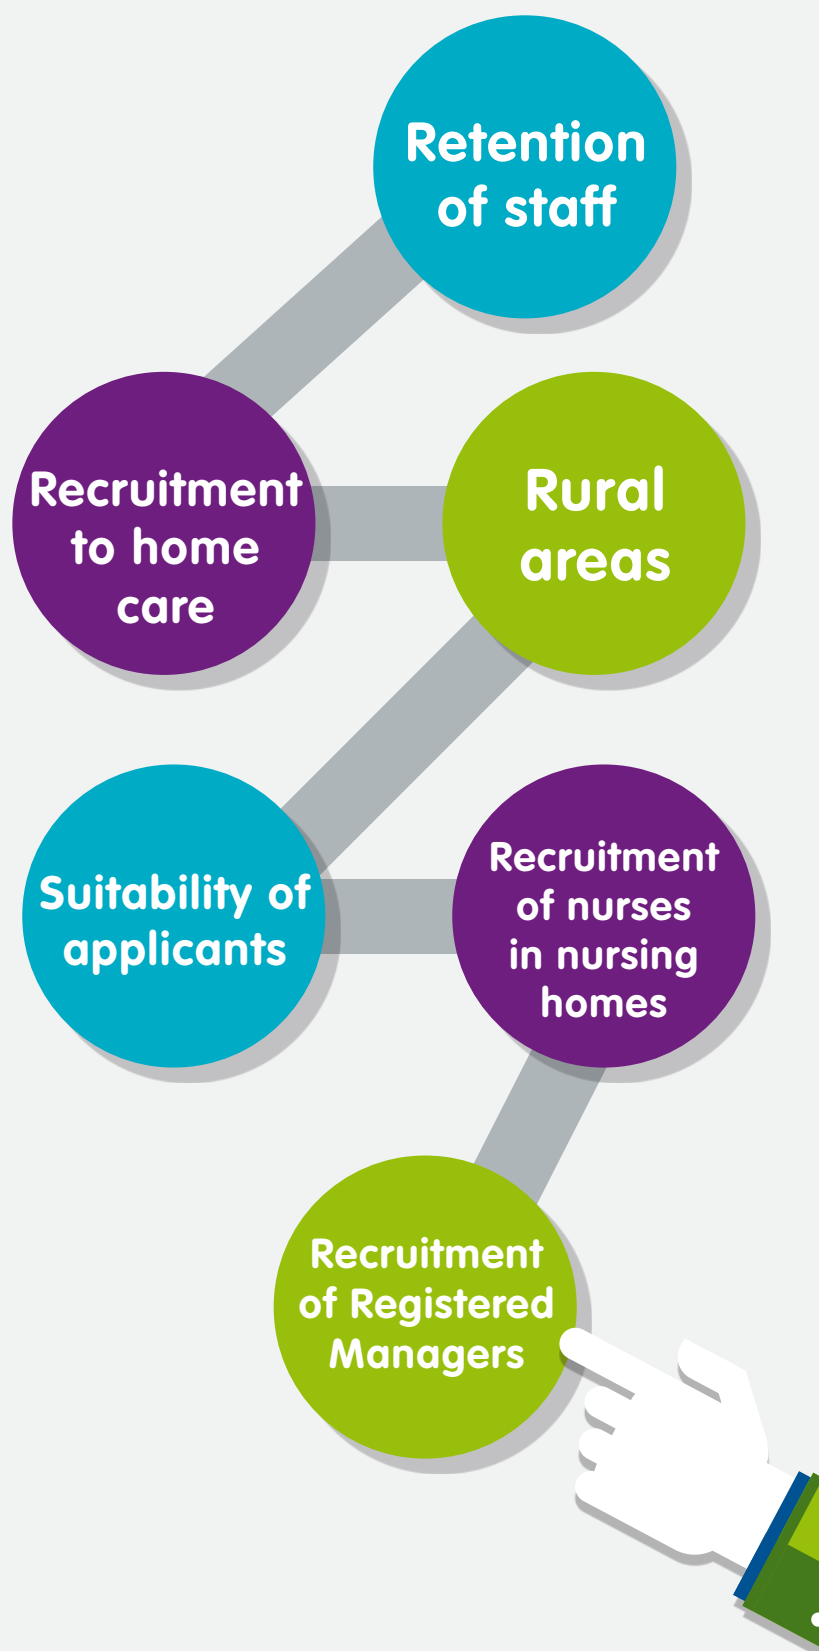 Retention
of staff
Recruitment
to home
care
Rural
areas
Suitability of
applicants
Recruitment
of nurses
in nursing
homes
Recruitment
of Registered
Managers